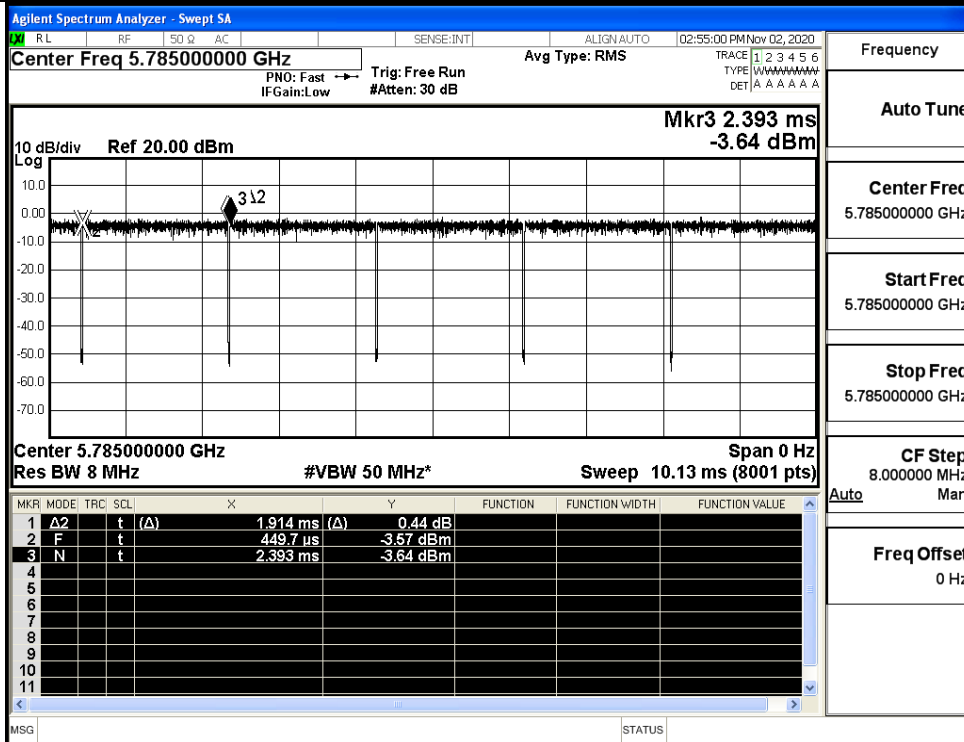 Agilent Spectrum Analyzer - Swept SA
LXI RL RF 50 Ω AC SENSE:INT ALIGN AUTO 02:55:00 PM Nov 02, 2020
Center Freq 5.785000000 GHz
Avg Type: RMS
TRACE 1 2 3 4 5 6
PNO: Fast
Trig: Free Run
TYPE WWWWWW
IFGain:Low
#Atten: 30 dB
DET A A A A A A
Mkr3 2.393 ms
-3.64 dBm
10 dB/div Ref 20.00 dBm
Log
10.0
0.00
-10.0
-20.0
-30.0
-40.0
-50.0
-60.0
-70.0
3 1Δ2
2
Center 5.785000000 GHz Span 0 Hz
Res BW 8 MHz #VBW 50 MHz* Sweep 10.13 ms (8001 pts)
MKR MODE TRC SCL X Y FUNCTION FUNCTION WIDTH FUNCTION VALUE
1 Δ2 t (Δ) 1.914 ms (Δ) 0.44 dB
2 F t 449.7 µs -3.57 dBm
3 N t 2.393 ms -3.64 dBm
4
5
6
7
8
9
10
11
MSG STATUS
Frequency
Auto Tune
Center Freq
5.785000000 GHz
Start Freq
5.785000000 GHz
Stop Freq
5.785000000 GHz
CF Step
8.000000 MHz
Auto Man
Freq Offset
0 Hz